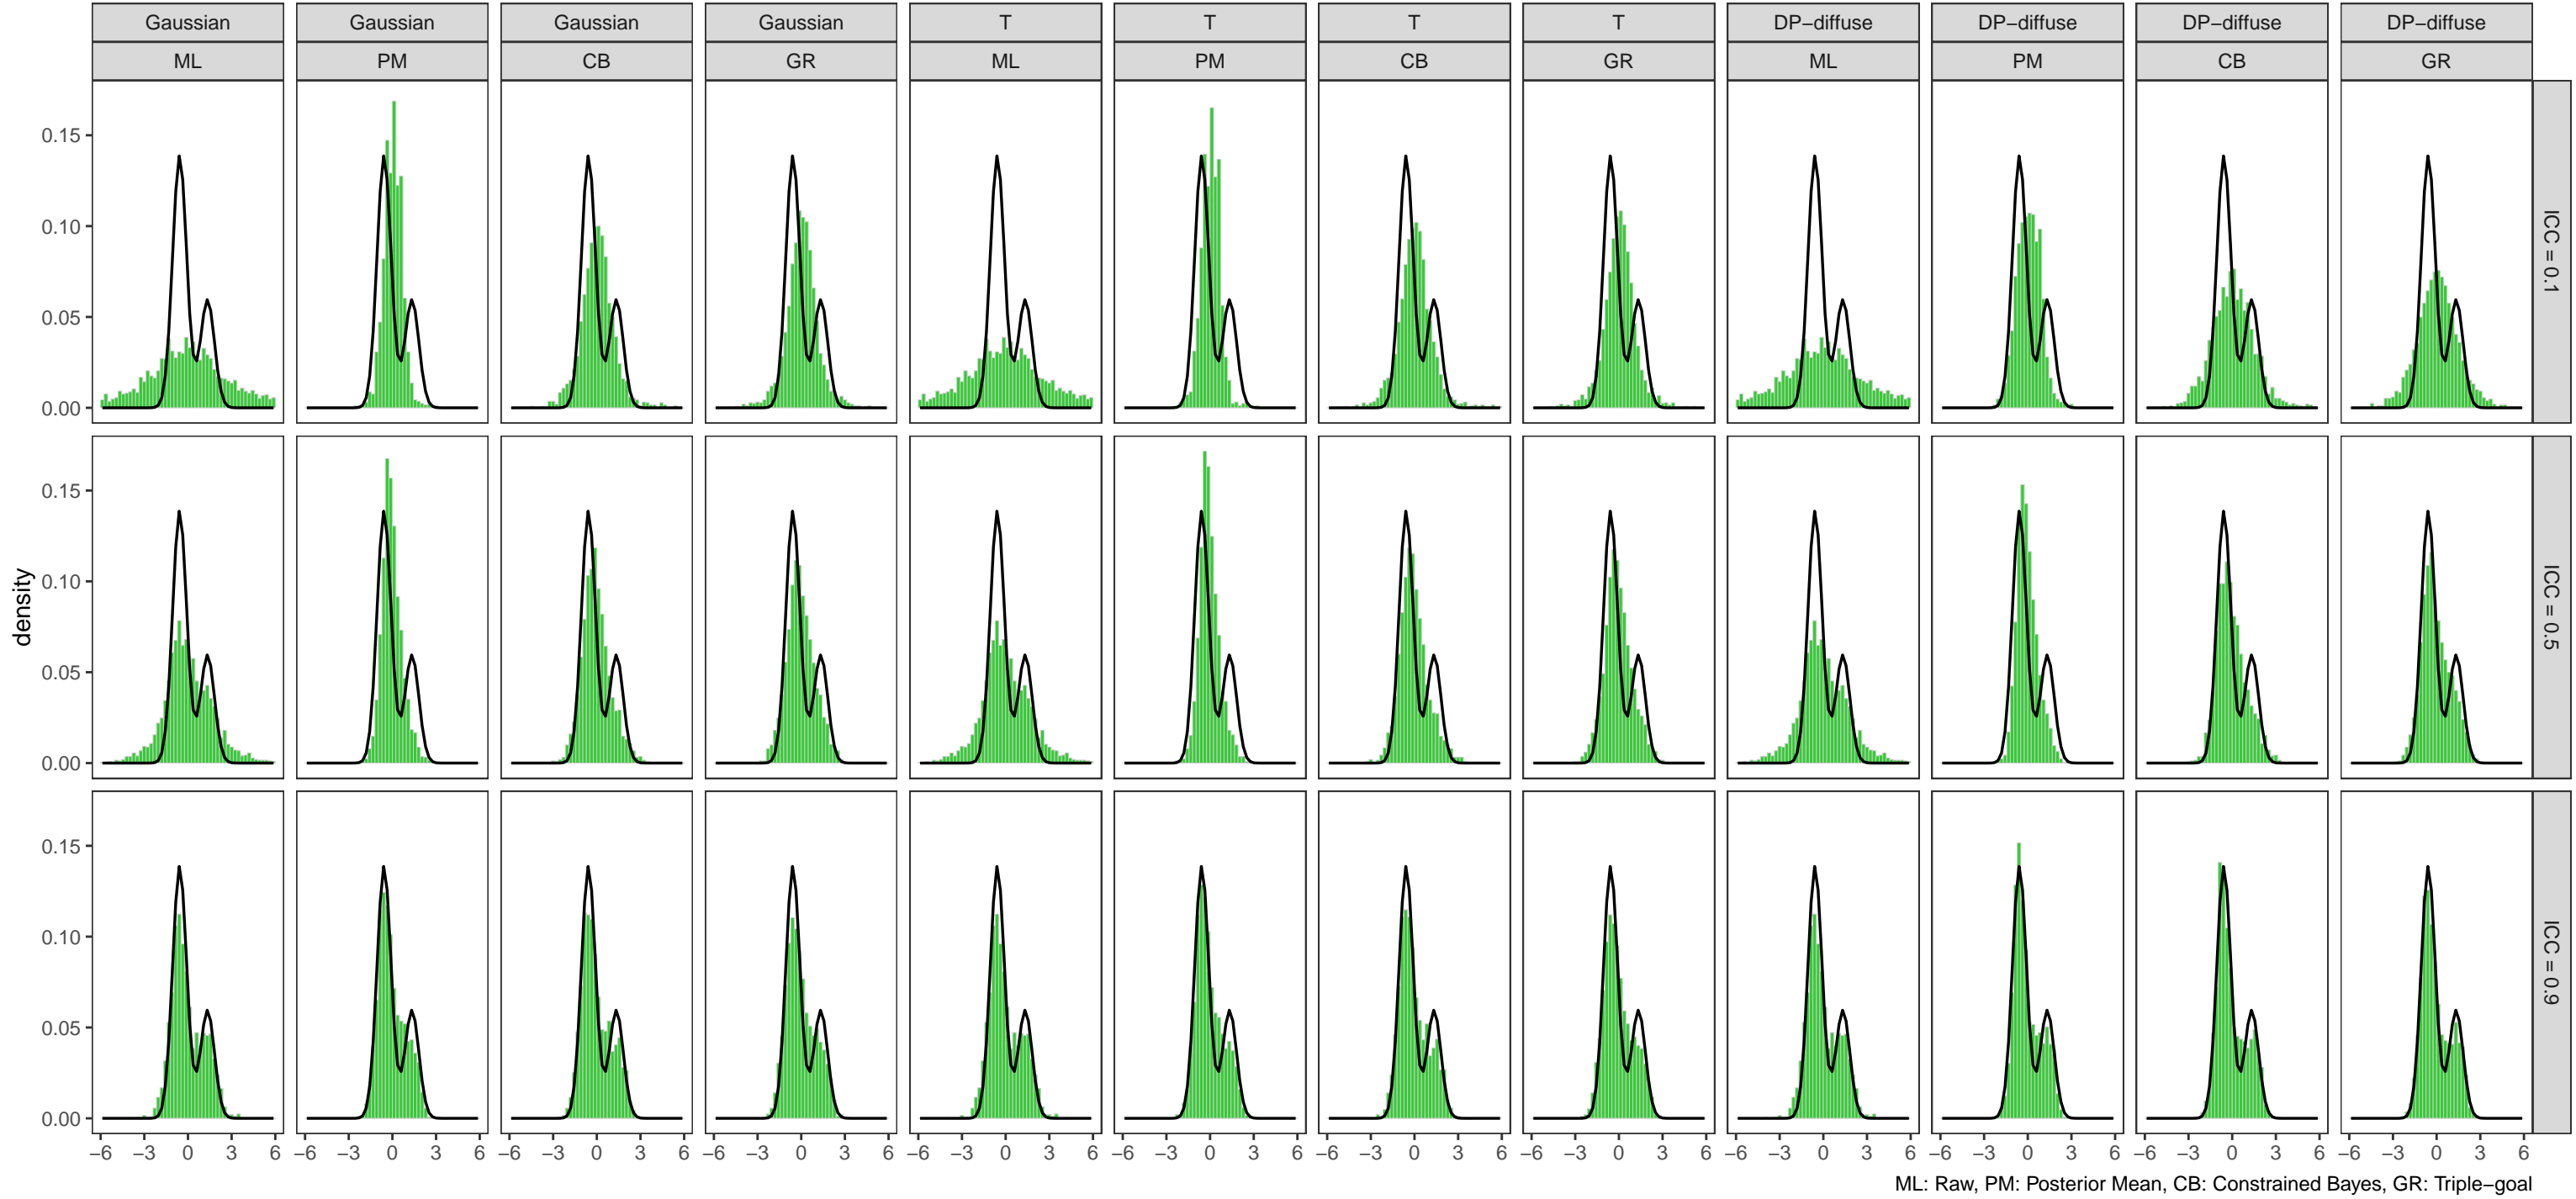 Gaussian Gaussian Gaussian Gaussian T T T T DP−diffuse DP−diffuse DP−diffuse DP−diffuse
ML PM CB GR ML PM CB GR ML PM CB GR
0.15
0.10
0.05
0.00
ICC = 0.1
0.15
0.10
0.05
0.00
ICC = 0.5
density
0.15
0.10
0.05
0.00
ICC = 0.9
−6 −3 0 3 6 −6 −3 0 3 6 −6 −3 0 3 6 −6 −3 0 3 6 −6 −3 0 3 6 −6 −3 0 3 6 −6 −3 0 3 6 −6 −3 0 3 6 −6 −3 0 3 6 −6 −3 0 3 6 −6 −3 0 3 6 −6 −3 0 3 6
ML: Raw, PM: Posterior Mean, CB: Constrained Bayes, GR: Triple−goal